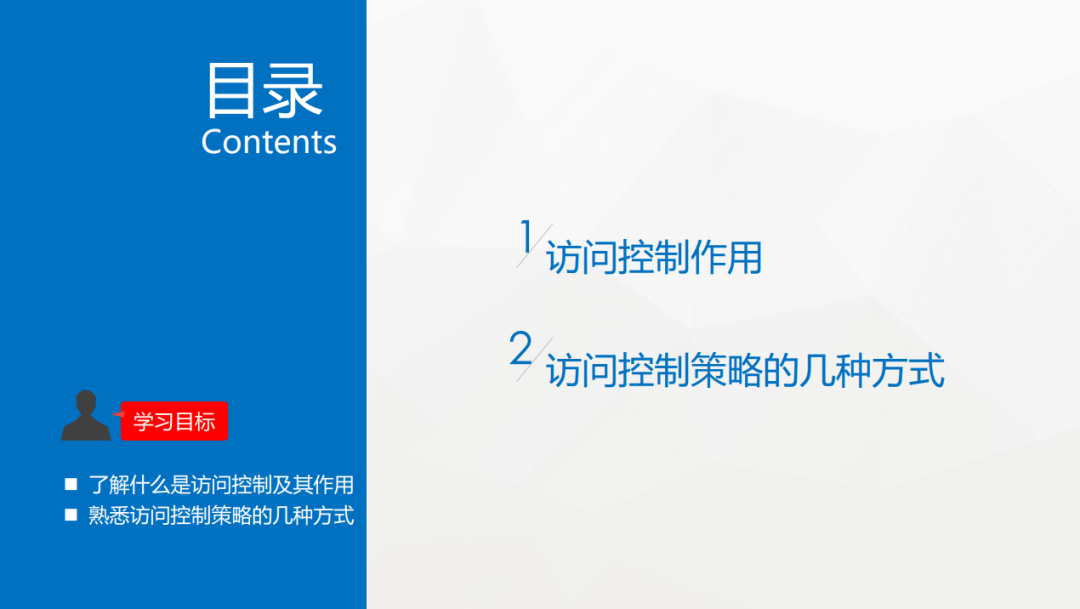 目录
Contents
1 访问控制作用
2 访问控制策略的几种方式
学习目标
■ 了解什么是访问控制及其作用
■ 熟悉访问控制策略的几种方式